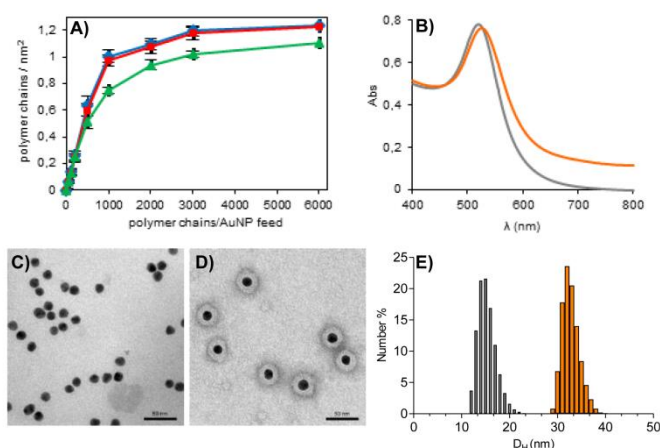 A)
polymer chains / nm²
1,2
1
0,8
0,6
0,4
0,2
0
0 1000 2000 3000 4000 5000 6000
polymer chains/AuNP feed
B)
Abs
0,8
0,6
0,4
0,2
0
400 500 600 700 800
λ (nm)
C)
50 nm
D)
50 nm
E)
Number %
25
20
15
10
5
0
0 10 20 30 40 50
D_H (nm)